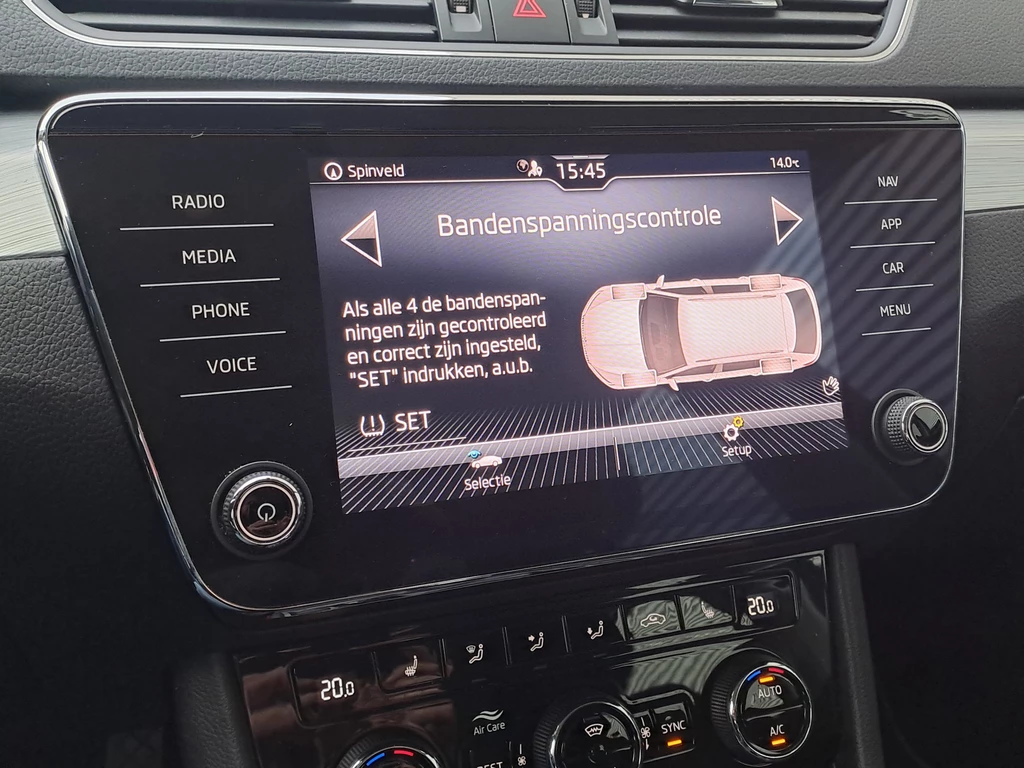 Spinveld
15:45
14.0°C
RADIO
MEDIA
PHONE
VOICE
Bandenspanningscontrole
NAV
APP
CAR
MENU
Als alle 4 de bandenspan-
ningen zijn gecontroleerd
en correct zijn ingesteld,
"SET" indrukken, a.u.b.
SET
Selectie
Setup
20.0
20.0
Air Care
REST
SYNC
AUTO
A/C